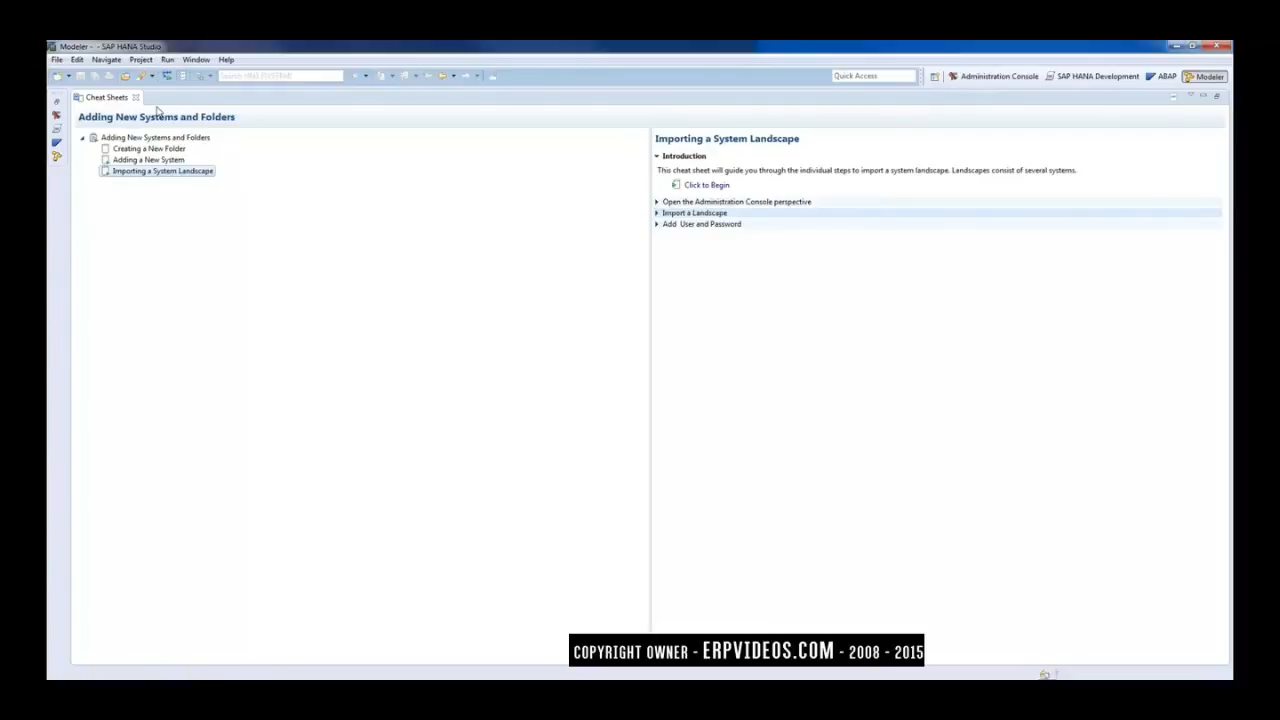 Modeler - - SAP HANA Studio
File Edit Navigate Project Run Window Help
Quick Access
Administration Console
SAP HANA Development
ABAP
Modeler
Cheat Sheets
Adding New Systems and Folders
Adding New Systems and Folders
Creating a New Folder
Adding a New System
Importing a System Landscape
Importing a System Landscape
Introduction
This cheat sheet will guide you through the individual steps to import a system landscape. Landscapes consist of several systems.
Click to Begin
Open the Administration Console perspective
Import a Landscape
Add User and Password
COPYRIGHT OWNER - ERPVIDEOS.COM - 2008 - 2015